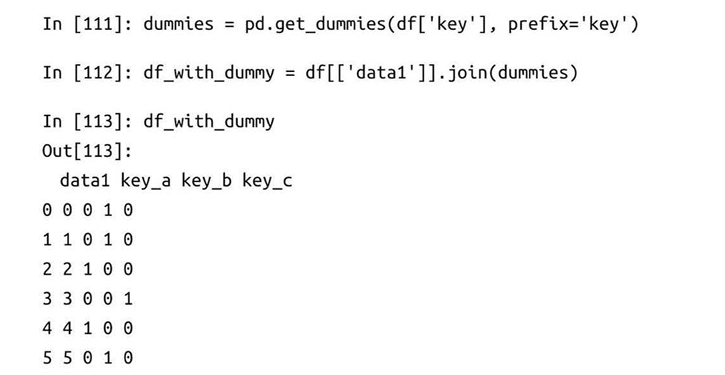 In [111]: dummies = pd.get_dummies(df['key'], prefix='key')
In [112]: df_with_dummy = df[['data1']].join(dummies)
In [113]: df_with_dummy
Out[113]:
data1 key_a key_b key_c
0 0 0 1 0
1 1 0 1 0
2 2 1 0 0
3 3 0 0 1
4 4 1 0 0
5 5 0 1 0